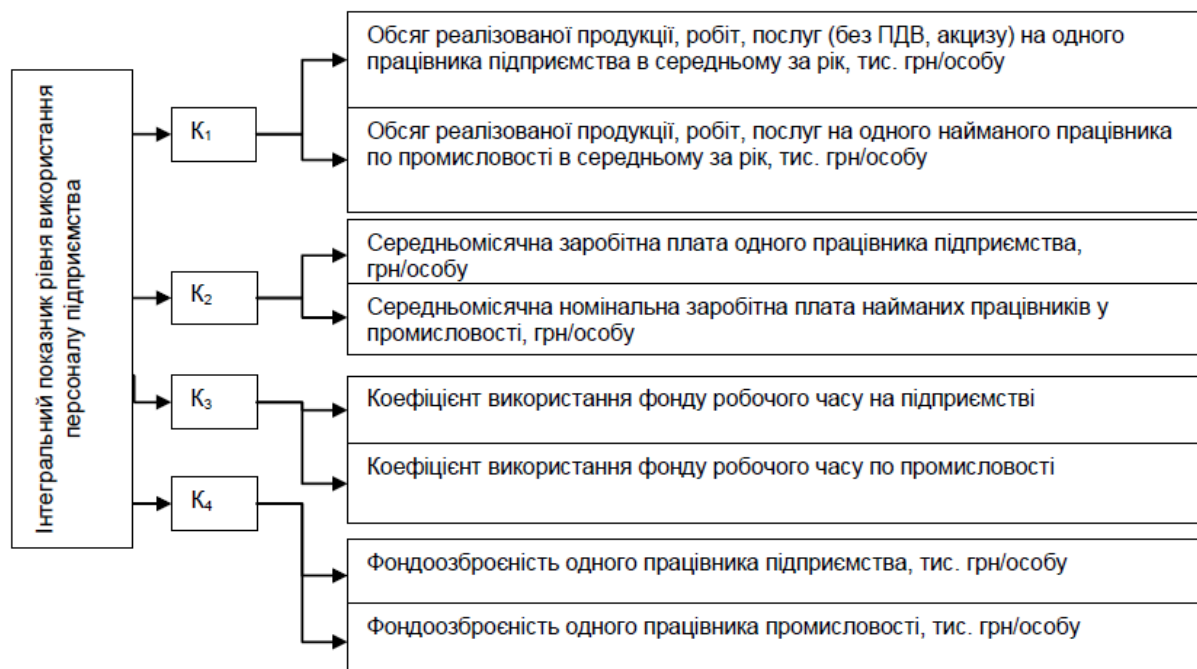 Інтегральний показник рівня використання
персоналу підприємства
К₁
Обсяг реалізованої продукції, робіт, послуг (без ПДВ, акцизу) на одного
працівника підприємства в середньому за рік, тис. грн/особу
Обсяг реалізованої продукції, робіт, послуг на одного найманого працівника
по промисловості в середньому за рік, тис. грн/особу
К₂
Середньомісячна заробітна плата одного працівника підприємства,
грн/особу
Середньомісячна номінальна заробітна плата найманих працівників у
промисловості, грн/особу
К₃
Коефіцієнт використання фонду робочого часу на підприємстві
Коефіцієнт використання фонду робочого часу по промисловості
К₄
Фондоозброєність одного працівника підприємства, тис. грн/особу
Фондоозброєність одного працівника промисловості, тис. грн/особу